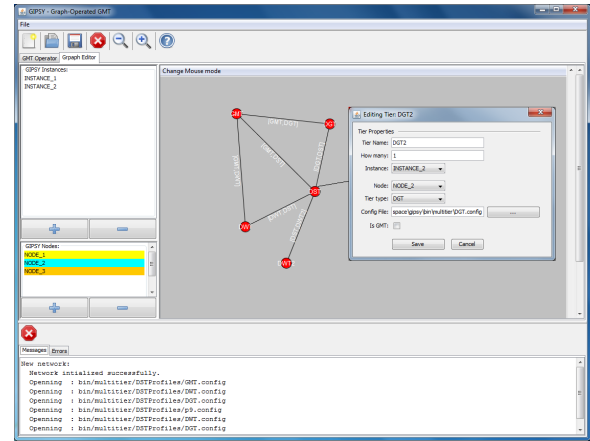 GIPSY - Graph-Operated GMT
File
GMT Operator Grpaph Editor
GIPSY Instances:
INSTANCE_1
INSTANCE_2
Change Mouse mode
GMT
DGT
[GMT,DGT]
DST
DWT
DWT2
Editing Tier: DGT2
Tier Properties
Tier Name: DGT2
How many: 1
Instance: INSTANCE_2
Node: NODE_2
Tier type: DGT
Config File: space\gipsy\bin\multitier\DGT.config ...
Is GMT:
Save Cancel
GIPSY Nodes:
NODE_1
NODE_2
NODE_3
Messages Errors
New network:
Network intialized successfully.
Openning : bin/multitier/DSTProfiles/GMT.config
Openning : bin/multitier/DSTProfiles/DWT.config
Openning : bin/multitier/DSTProfiles/DGT.config
Openning : bin/multitier/DSTProfiles/p9.config
Openning : bin/multitier/DSTProfiles/DWT.config
Openning : bin/multitier/DSTProfiles/DGT.config